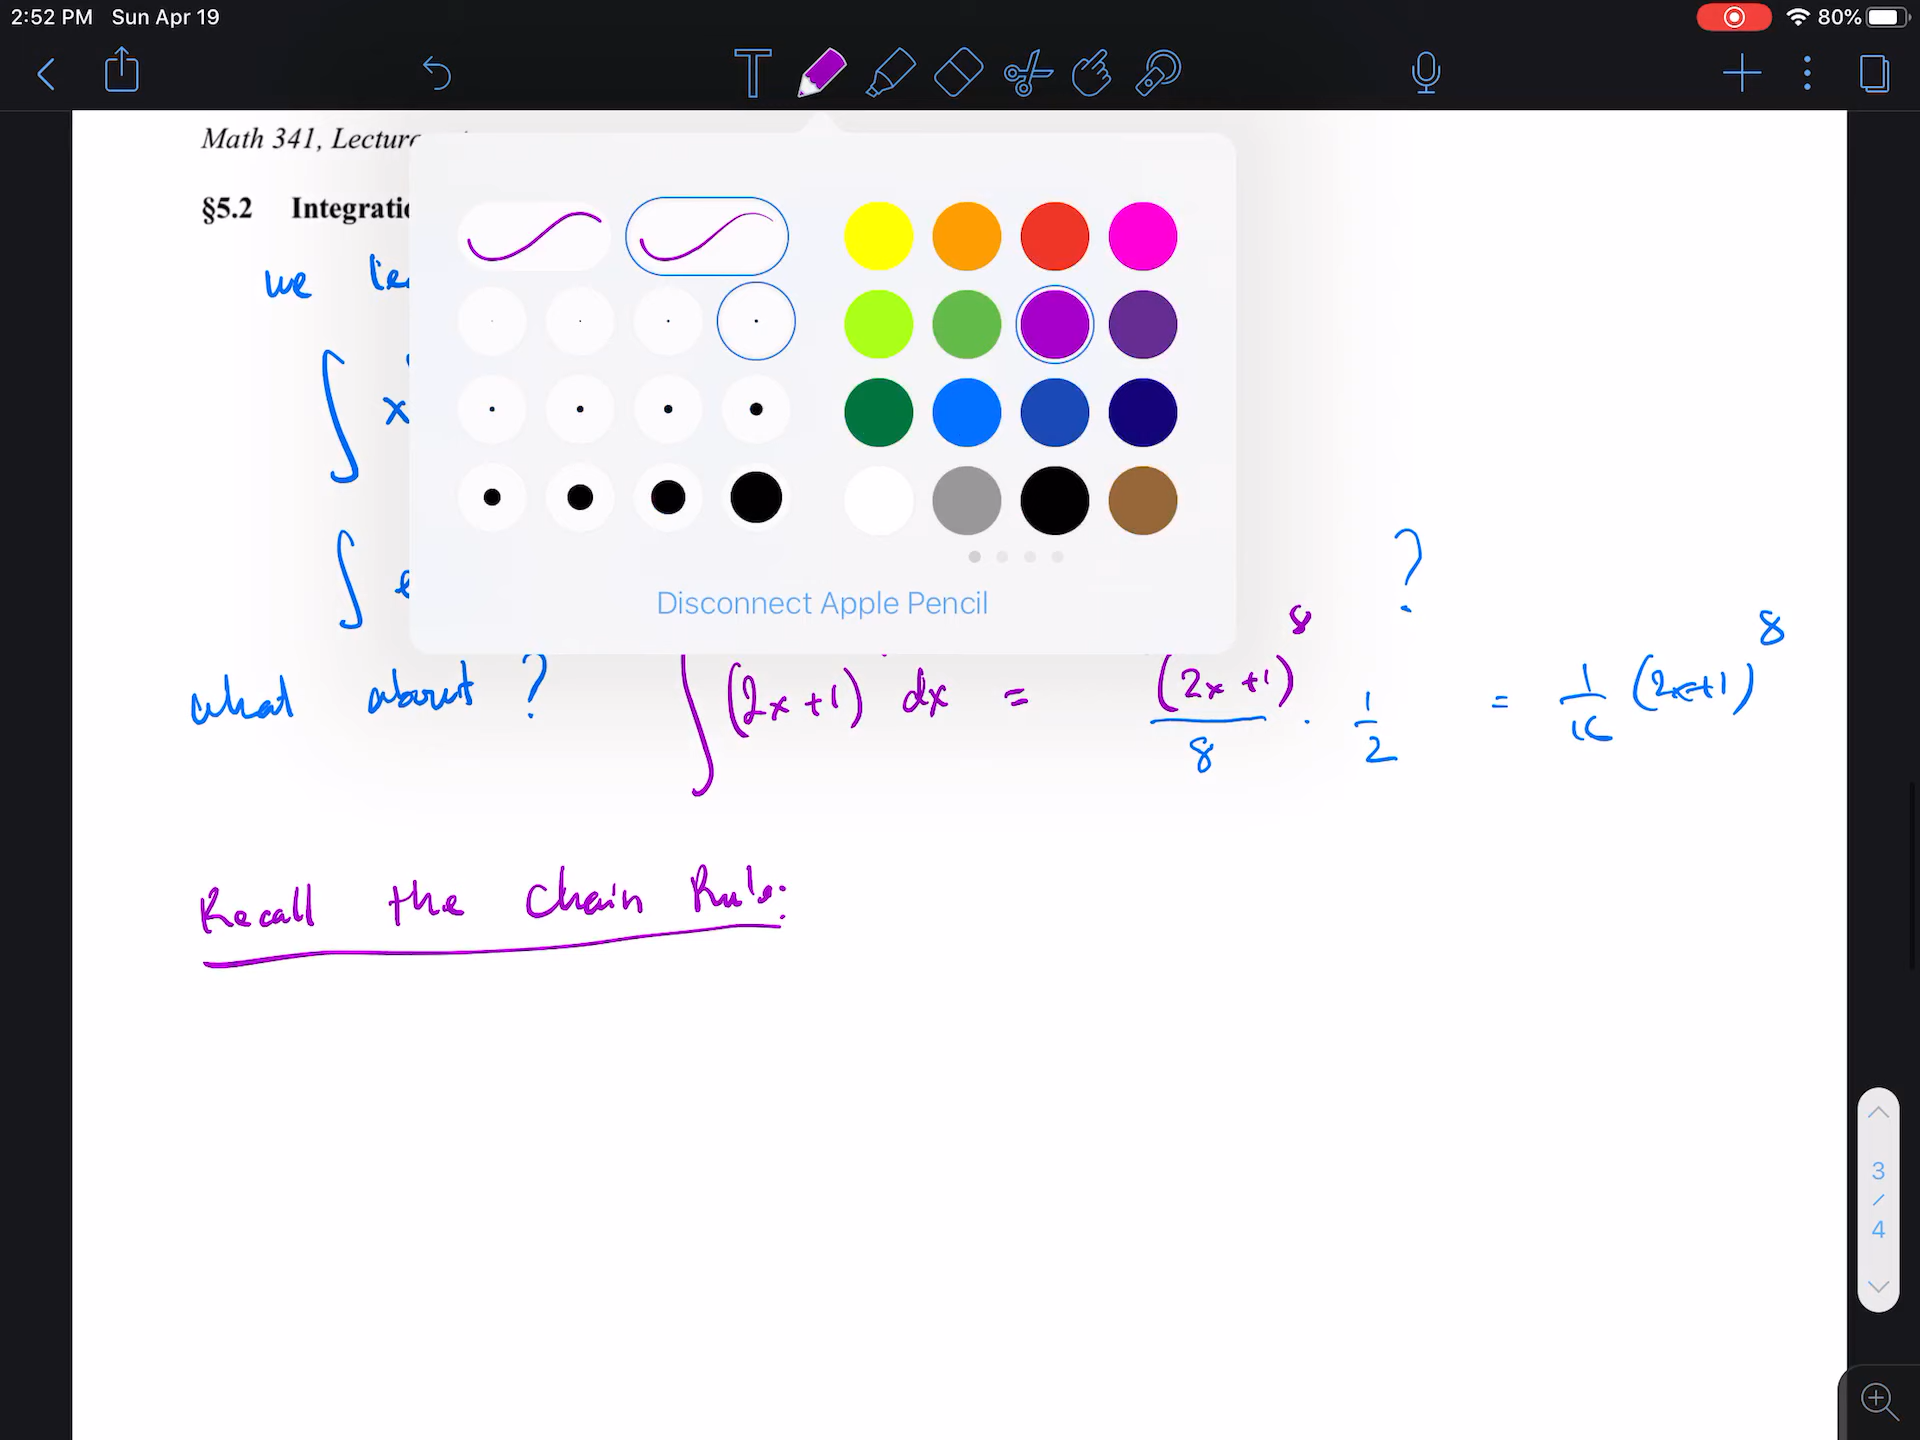 2:52 PM Sun Apr 19
80%
Math 341, Lecture
§5.2 Integratio
we le
∫ x
∫ e
Disconnect Apple Pencil
?
what about ? ∫ (2x+1) dx = (2x+1)^8 / 8 · 1/2 = 1/16 (2x+1)^8
Recall the Chain Rule:
3
/
4